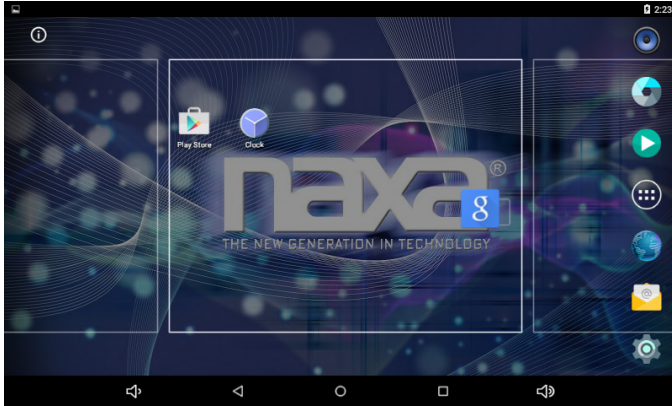 2:23
Play Store
Clock
naxa®
g
THE NEW GENERATION IN TECHNOLOGY